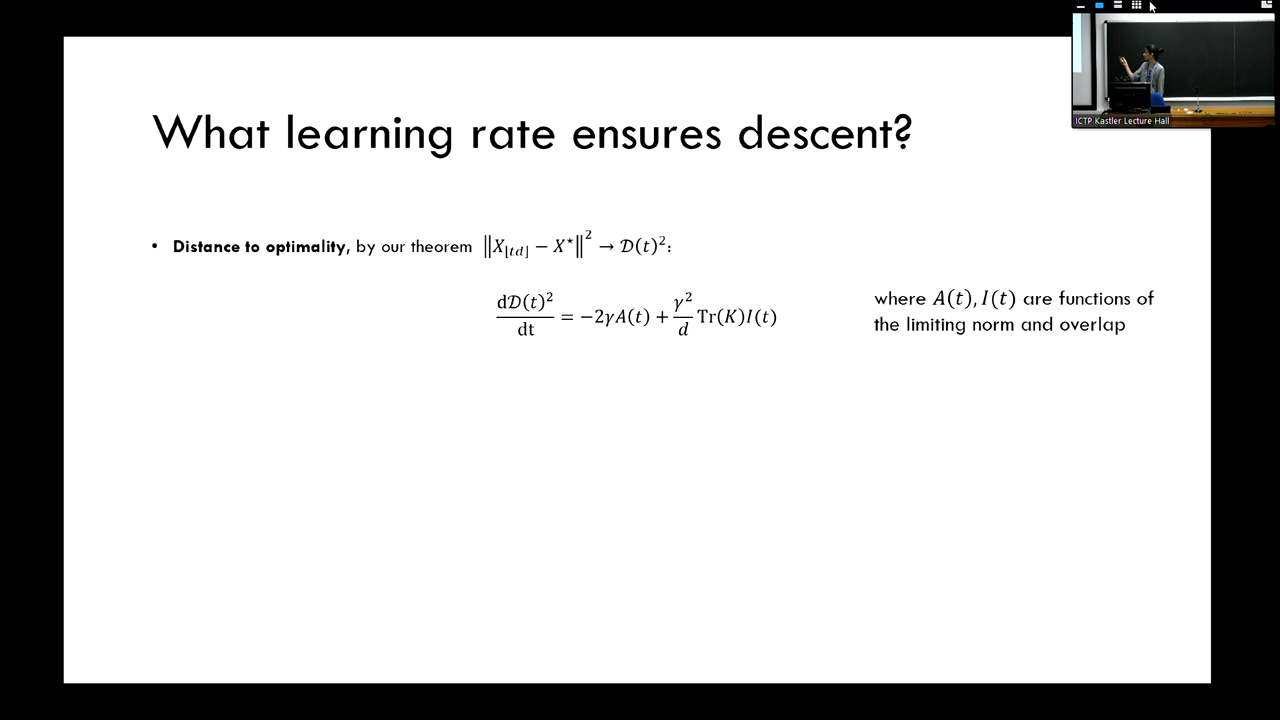 What learning rate ensures descent?
• Distance to optimality, by our theorem ‖X_{⌊td⌋} − X^⋆‖² → 𝒟(t)²:
d𝒟(t)²/dt = −2γA(t) + γ²/d Tr(K)I(t)
where A(t), I(t) are functions of
the limiting norm and overlap
ICTP Kastler Lecture Hall